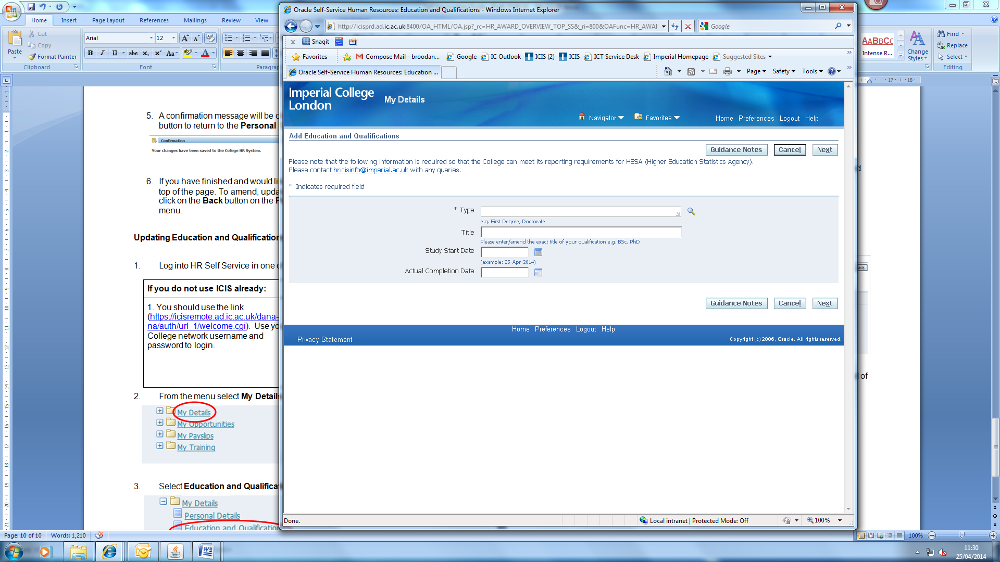 Home
Insert
Page Layout
References
Mailings
Review
View
Paste
Cut
Copy
Format Painter
Clipboard
Arial
12
Font
Paragrap
AABBCC
Intense R...
Change
Styles
Find
Replace
Select
Editing
5. A confirmation message will be
button to return to the Personal
Confirmation
Your changes have been saved to the College HR System.
6. If you have finished and would li
top of the page. To amend, upda
click on the Back button on the
menu.
Updating Education and Qualification
1. Log into HR Self Service in one
If you do not use ICIS already:
1. You should use the link
(https://icisremote.ad.ic.ac.uk/dana-
na/auth/url_1/welcome.cgi). Use yo
College network username and
password to login.
2. From the menu select My Details
My Details
My Opportunities
My Payslips
My Training
3. Select Education and Qualificat
My Details
Personal Details
Education and Qualification
Page: 10 of 10
Words: 1,210
Oracle Self-Service Human Resources: Education and Qualifications - Windows Internet Explorer
http://icisprd.ad.ic.ac.uk:8400/OA_HTML/OA.jsp?_rc=HR_AWARD_OVERVIEW_TOP_SS&_ri=800&OAFunc=HR_AWAR
Google
x Snagit
Favorites
Compose Mail - broodan...
Google
IC Outlook
ICIS (2)
ICIS
ICT Service Desk
Imperial Homepage
Suggested Sites
Oracle Self-Service Human Resources: Education ...
Page
Safety
Tools
Imperial College
London
My Details
Navigator
Favorites
Home Preferences Logout Help
Add Education and Qualifications
Guidance Notes Cancel Next
Please note that the following information is required so that the College can meet its reporting requirements for HESA (Higher Education Statistics Agency).
Please contact hricisinfo@imperial.ac.uk with any queries.
* Indicates required field
* Type
e.g. First Degree, Doctorate
Title
Please enter/amend the exact title of your qualification e.g. BSc, PhD
Study Start Date
(example: 25-Apr-2014)
Actual Completion Date
Guidance Notes Cancel Next
Home Preferences Logout Help
Privacy Statement
Copyright (c) 2006, Oracle. All rights reserved.
Done.
Local intranet | Protected Mode: Off
100%
of
17
18
100%
11:30
25/04/2014